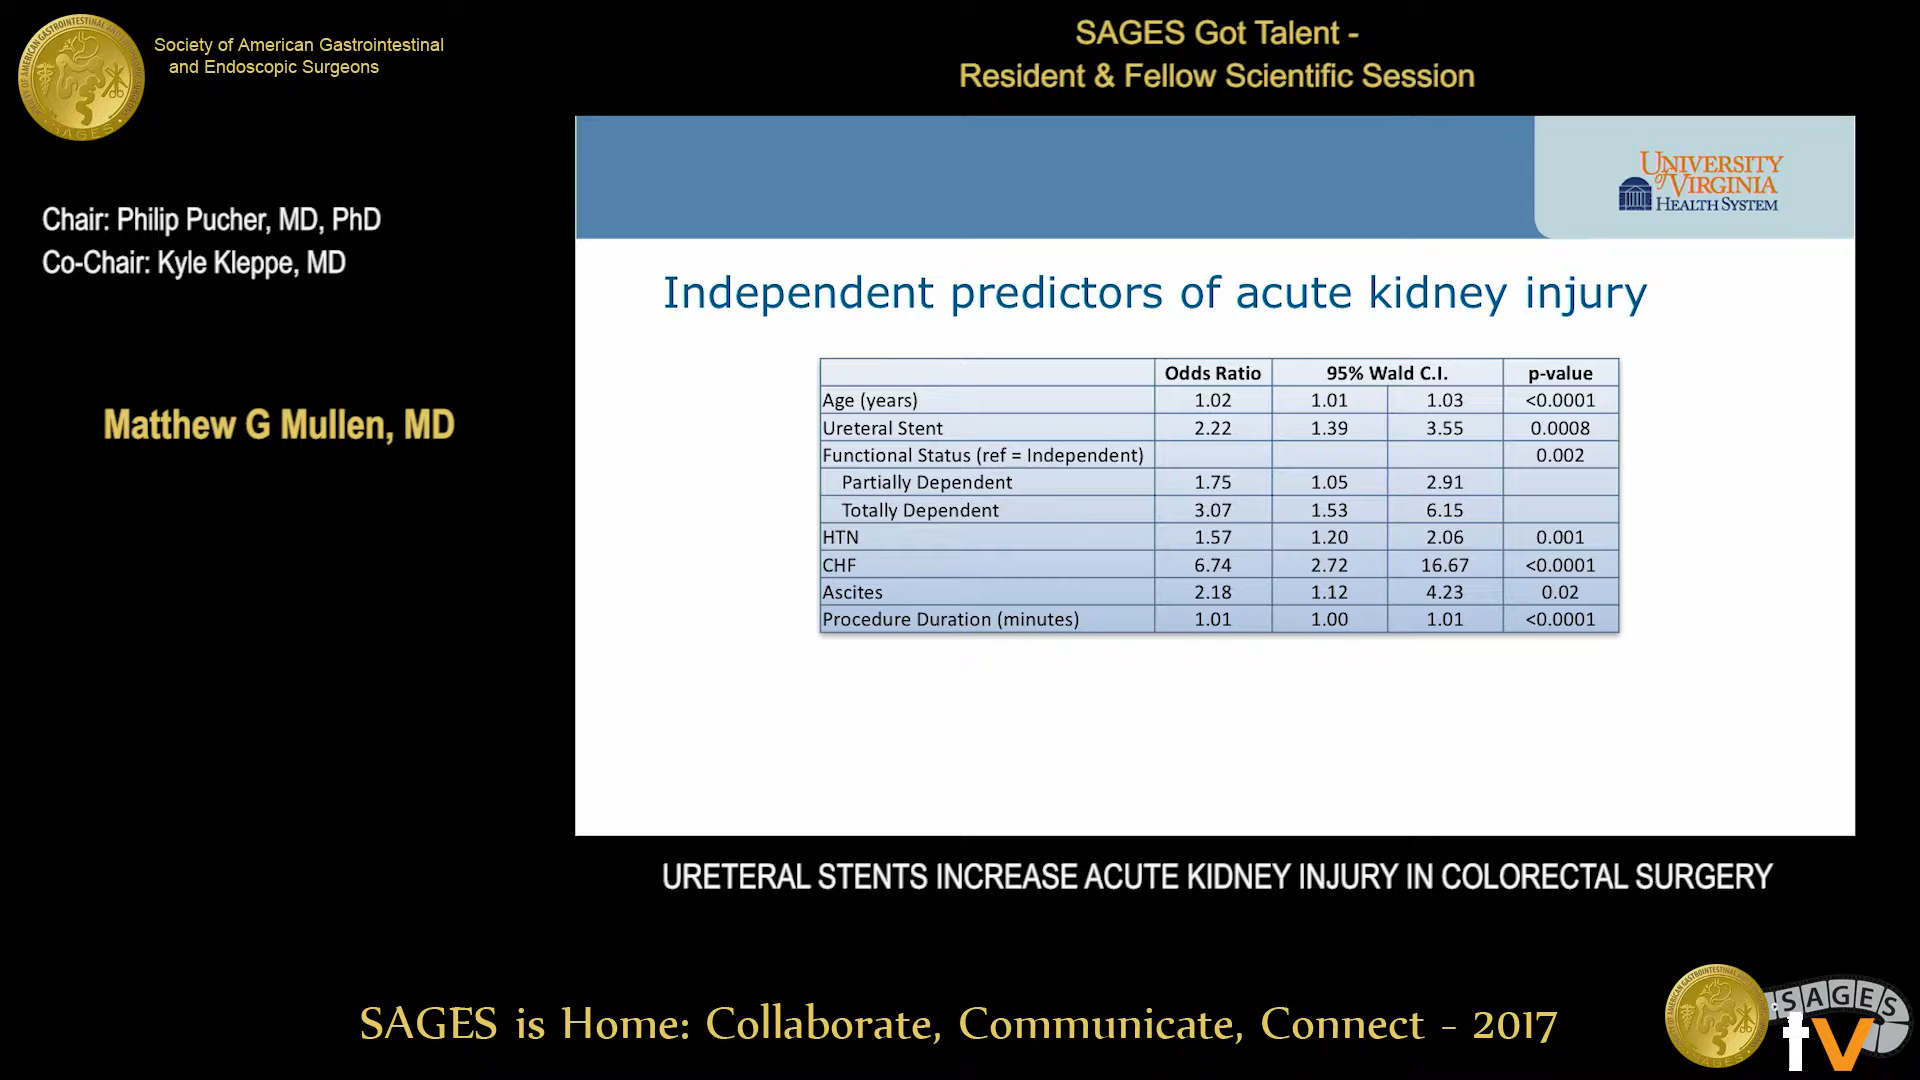 Society of American Gastrointestinal
and Endoscopic Surgeons
SAGES Got Talent -
Resident & Fellow Scientific Session
Chair: Philip Pucher, MD, PhD
Co-Chair: Kyle Kleppe, MD
Matthew G Mullen, MD
UNIVERSITY
of VIRGINIA
HEALTH SYSTEM
Independent predictors of acute kidney injury
Odds Ratio 95% Wald C.I. p-value
Age (years) 1.02 1.01 1.03 <0.0001
Ureteral Stent 2.22 1.39 3.55 0.0008
Functional Status (ref = Independent) 0.002
Partially Dependent 1.75 1.05 2.91
Totally Dependent 3.07 1.53 6.15
HTN 1.57 1.20 2.06 0.001
CHF 6.74 2.72 16.67 <0.0001
Ascites 2.18 1.12 4.23 0.02
Procedure Duration (minutes) 1.01 1.00 1.01 <0.0001
URETERAL STENTS INCREASE ACUTE KIDNEY INJURY IN COLORECTAL SURGERY
SAGES is Home: Collaborate, Communicate, Connect - 2017
SAGES
tv